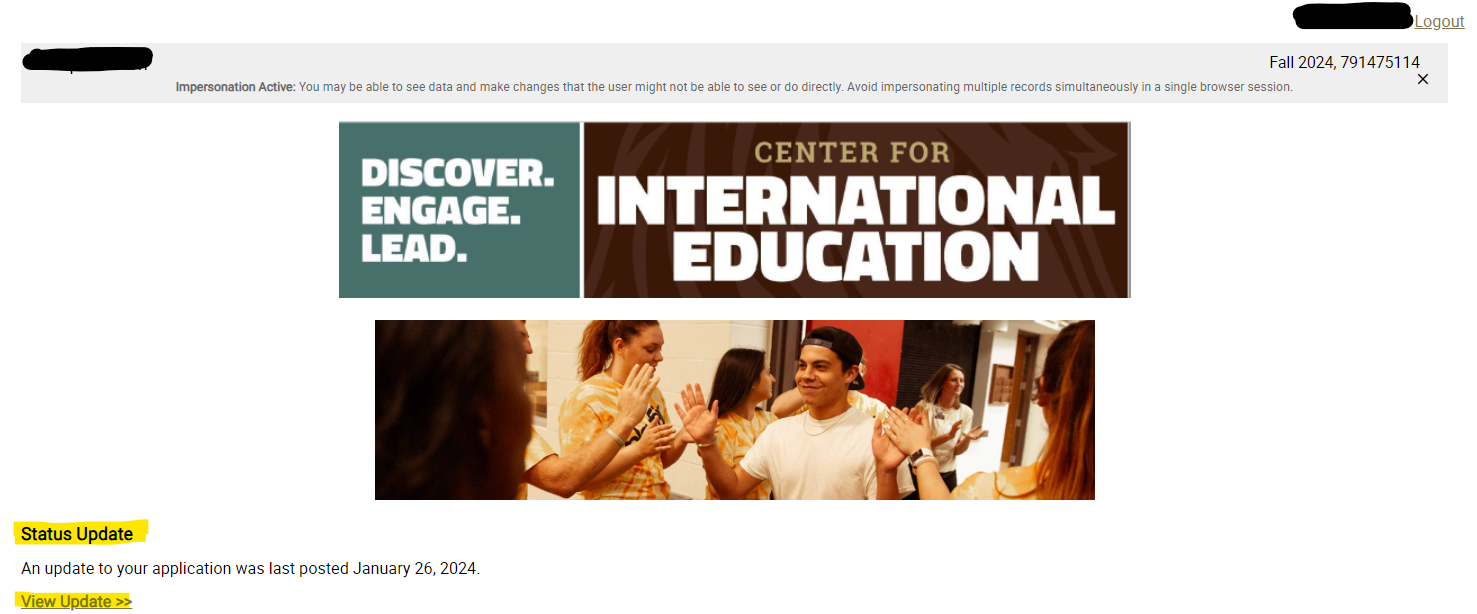 Logout
Fall 2024, 791475114
Impersonation Active: You may be able to see data and make changes that the user might not be able to see or do directly. Avoid impersonating multiple records simultaneously in a single browser session.
×
DISCOVER.
ENGAGE.
LEAD.
CENTER FOR
INTERNATIONAL
EDUCATION
Status Update
An update to your application was last posted January 26, 2024.
View Update >>